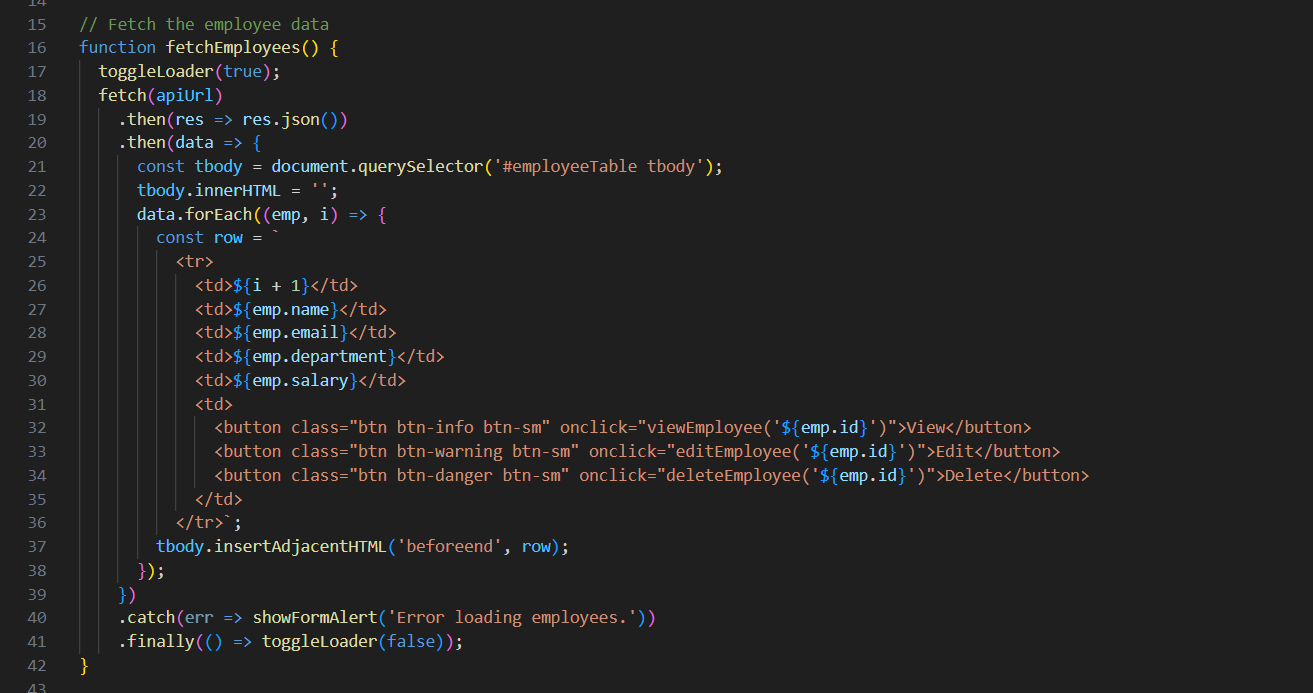 14
15 // Fetch the employee data
16 function fetchEmployees() {
17   toggleLoader(true);
18   fetch(apiUrl)
19     .then(res => res.json())
20     .then(data => {
21       const tbody = document.querySelector('#employeeTable tbody');
22       tbody.innerHTML = '';
23       data.forEach((emp, i) => {
24         const row = `
25           <tr>
26             <td>${i + 1}</td>
27             <td>${emp.name}</td>
28             <td>${emp.email}</td>
29             <td>${emp.department}</td>
30             <td>${emp.salary}</td>
31             <td>
32               <button class="btn btn-info btn-sm" onclick="viewEmployee('${emp.id}')">View</button>
33               <button class="btn btn-warning btn-sm" onclick="editEmployee('${emp.id}')">Edit</button>
34               <button class="btn btn-danger btn-sm" onclick="deleteEmployee('${emp.id}')">Delete</button>
35             </td>
36           </tr>`;
37         tbody.insertAdjacentHTML('beforeend', row);
38       });
39     })
40     .catch(err => showFormAlert('Error loading employees.'))
41     .finally(() => toggleLoader(false));
42 }
43